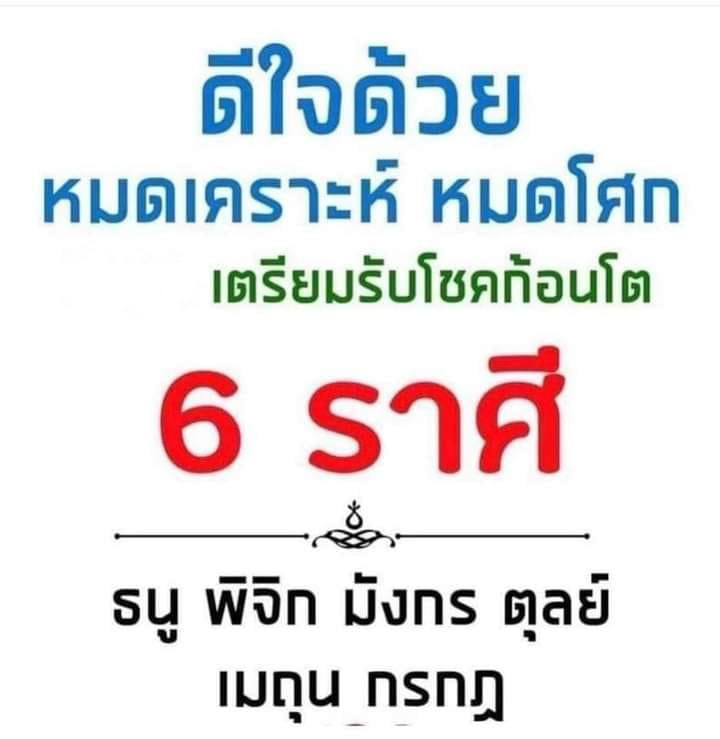 ดีใจด้วย
หมดเคราะห์ หมดโศก
เตรียมรับโชคก้อนโต
6 ราศี
ธนู พิจิก มังกร ตุลย์
เมถุน กรกฎ